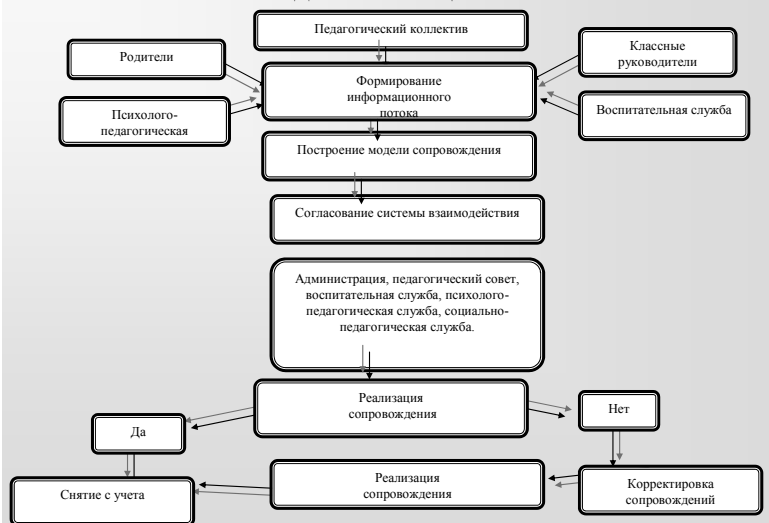 Педагогический коллектив
Родители
Классные
руководители
Формирование
информационного
потока
Психолого-
педагогическая
Воспитательная служба
Построение модели сопровождения
Согласование системы взаимодействия
Администрация, педагогический совет,
воспитательная служба, психолого-
педагогическая служба, социально-
педагогическая служба.
Реализация
сопровождения
Нет
Да
Реализация
сопровождения
Корректировка
сопровождений
Снятие с учета